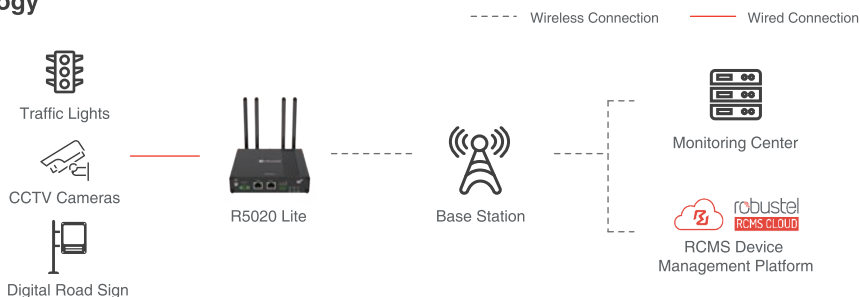 Wireless Connection
Wired Connection
Traffic Lights
CCTV Cameras
Digital Road Sign
R5020 Lite
Base Station
Monitoring Center
robustel
RCMS CLOUD
RCMS Device
Management Platform